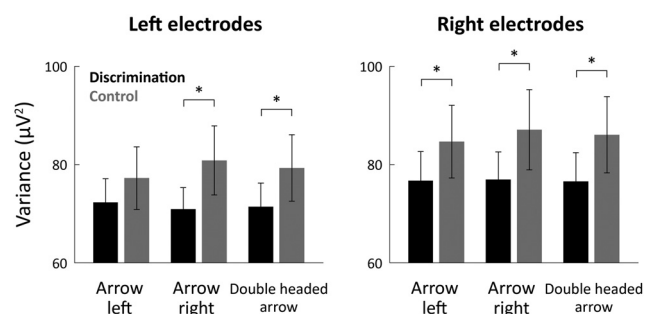 Left electrodes
Right electrodes
Variance (μV²)
100
80
60
Discrimination
Control
*
*
Arrow left
Arrow right
Double headed arrow
100
80
60
*
*
*
Arrow left
Arrow right
Double headed arrow